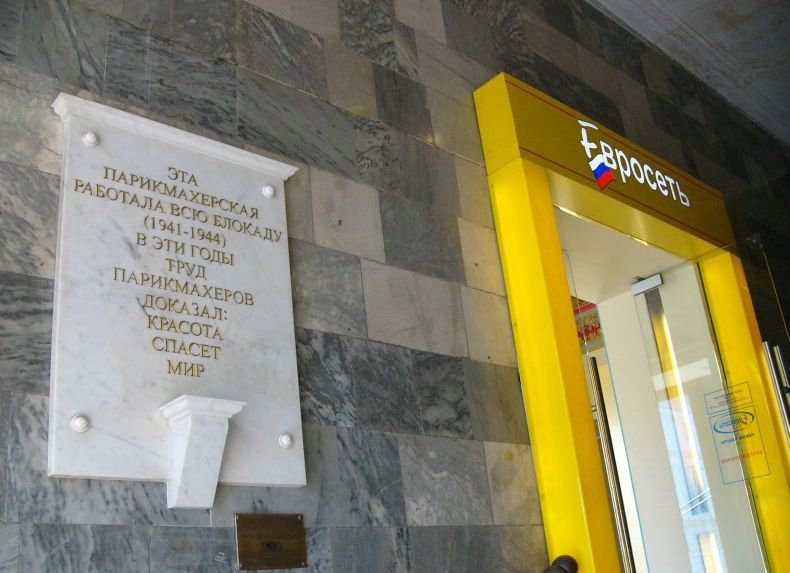 ЭТА
ПАРИКМАХЕРСКАЯ
РАБОТАЛА ВСЮ БЛОКАДУ
(1941-1944)
В ЭТИ ГОДЫ
ТРУД
ПАРИКМАХЕРОВ
ДОКАЗАЛ:
КРАСОТА
СПАСЕТ
МИР
Евросеть